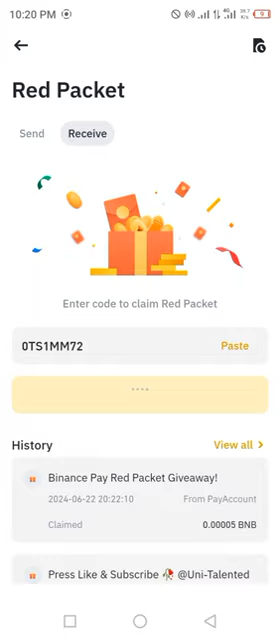 10:20 PM
Red Packet
Send
Receive
Enter code to claim Red Packet
0TS1MM72
Paste
History
View all
Binance Pay Red Packet Giveaway!
2024-06-22 20:22:10
From PayAccount
Claimed
0.00005 BNB
Press Like & Subscribe 🥀 @Uni-Talented